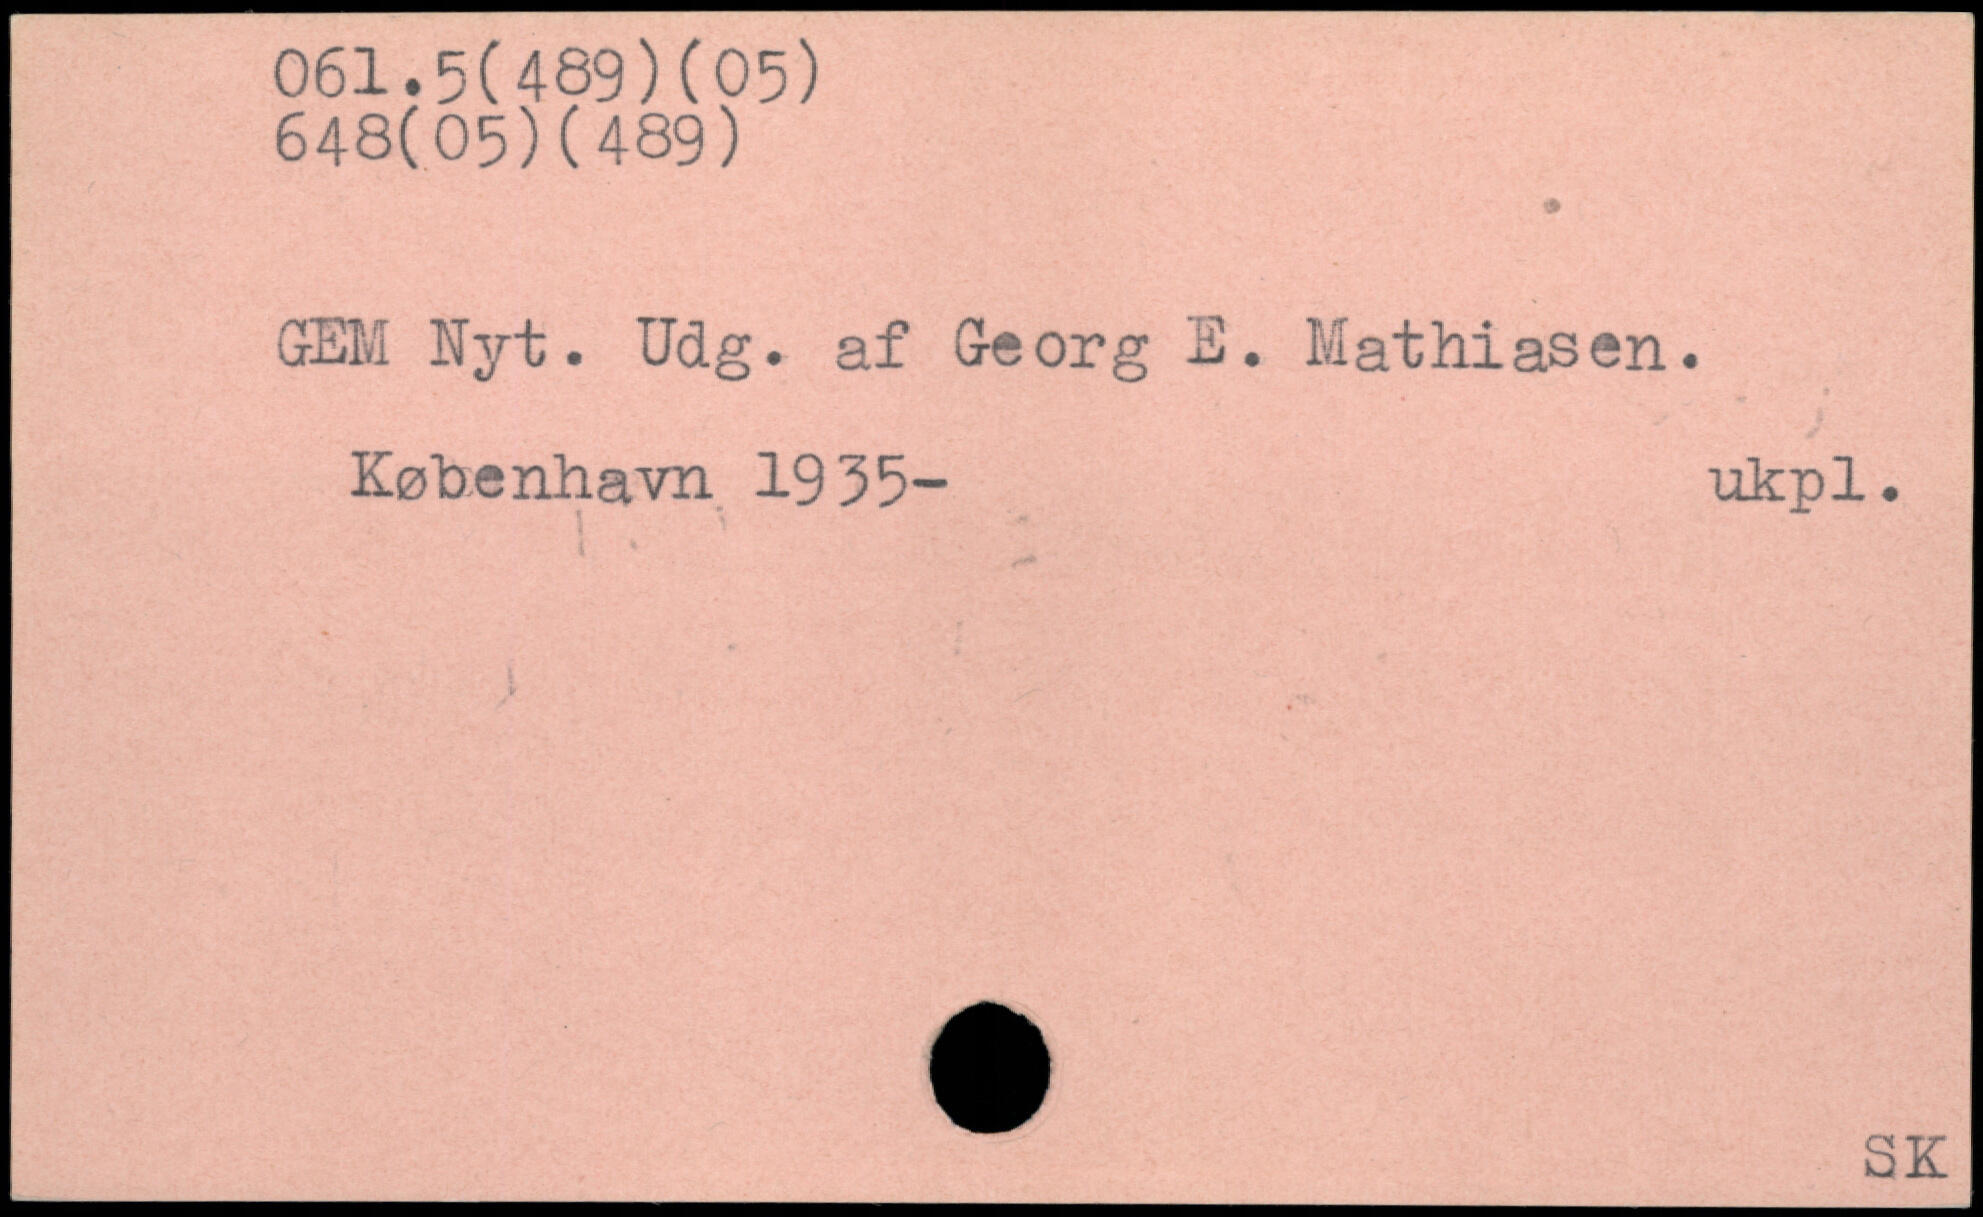 061.5(489)(05)
648(05)(489)
GEM Nyt. Udg. af Georg E. Mathiasen.
København 1935- ukpl.
SK